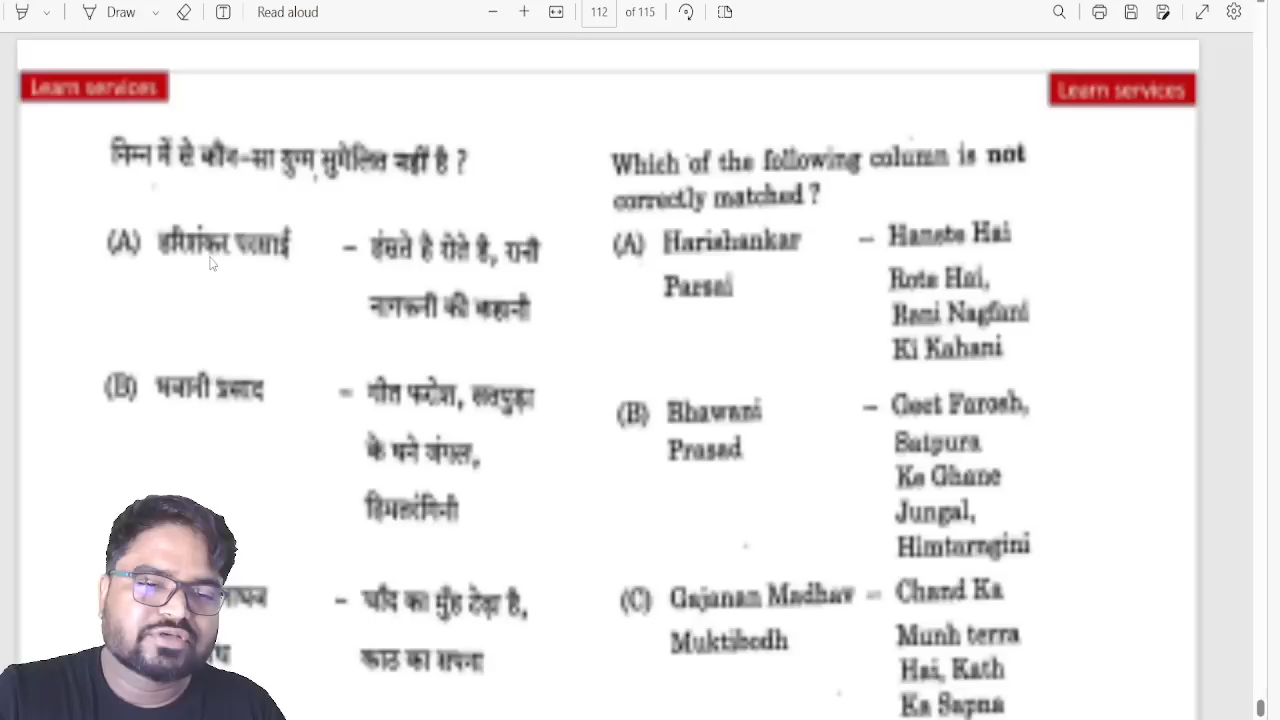 Draw
Read aloud
112 of 115
Learn services
Learn services
निम्न में से कौन-सा युग्म सुमेलित नहीं है ?
(A) हरिशंकर परसाई – हंसते है रोते है, रानी
नागफनी की कहानी
(B) भवानी प्रसाद – गीत फरोश, सतपुड़ा
के घने जंगल,
हिमतरंगिनी
– चाँद का मुँह टेढ़ा है,
काठ का सपना
Which of the following column is not
correctly matched ?
(A) Harishankar – Hanste Hai
Parsai Rote Hai,
Rani Nagfani
Ki Kahani
(B) Bhawani – Geet Farosh,
Prasad Satpura
Ke Ghane
Jungal,
Himtarngini
(C) Gajanan Madhav – Chand Ka
Muktibodh Munh terra
Hai, Kath
Ka Sapna